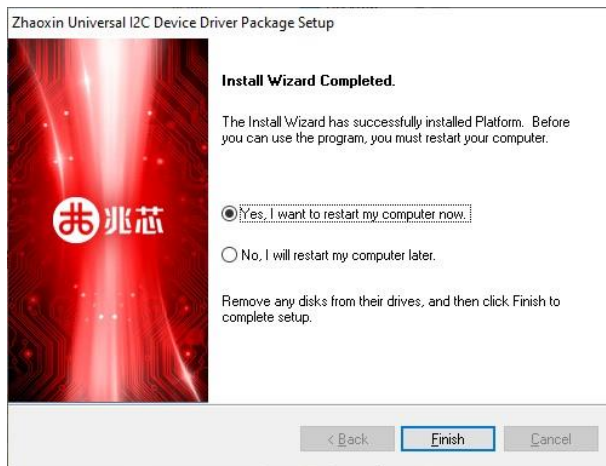 Zhaoxin Universal I2C Device Driver Package Setup
Install Wizard Completed.
The Install Wizard has successfully installed Platform. Before
you can use the program, you must restart your computer.
兆芯
Yes, I want to restart my computer now.
No, I will restart my computer later.
Remove any disks from their drives, and then click Finish to
complete setup.
< Back
Finish
Cancel